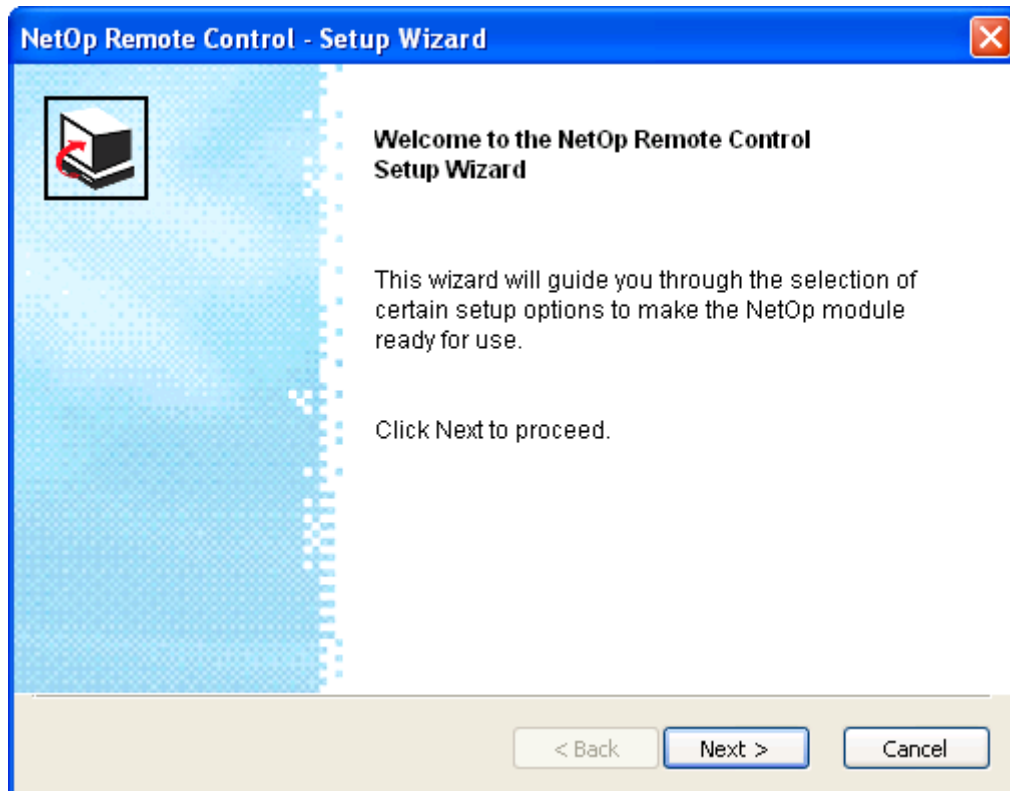 NetOp Remote Control - Setup Wizard
Welcome to the NetOp Remote Control
Setup Wizard
This wizard will guide you through the selection of
certain setup options to make the NetOp module
ready for use.
Click Next to proceed.
< Back Next > Cancel